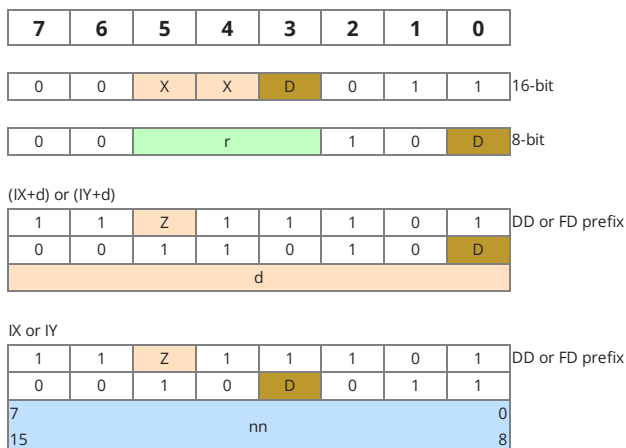 7 6 5 4 3 2 1 0
0 0 X X D 0 1 1 16-bit
0 0 r 1 0 D 8-bit
(IX+d) or (IY+d)
1 1 Z 1 1 1 0 1 DD or FD prefix
0 0 1 1 0 1 0 D
d
IX or IY
1 1 Z 1 1 1 0 1 DD or FD prefix
0 0 1 0 D 0 1 1
7 0
nn
15 8